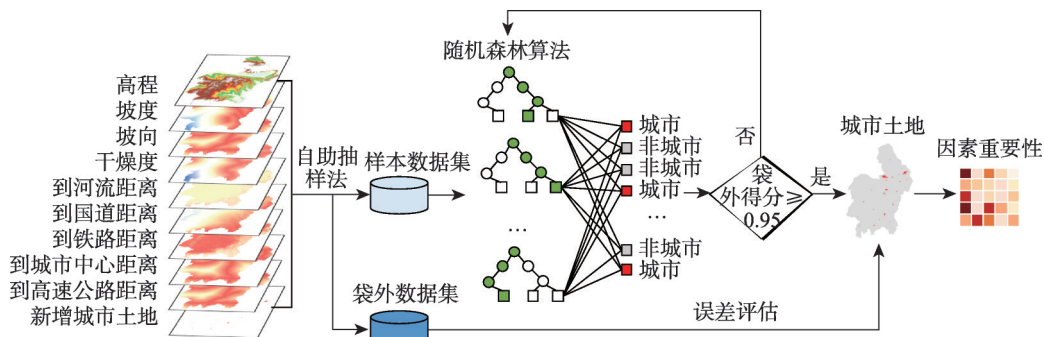 高程
坡度
坡向
干燥度
到河流距离
到国道距离
到铁路距离
到城市中心距离
到高速公路距离
新增城市土地
自助抽
样法
样本数据集
袋外数据集
随机森林算法
...
城市
非城市
非城市
城市
...
非城市
城市
否
袋
外得分≥
0.95
是
误差评估
城市土地
因素重要性